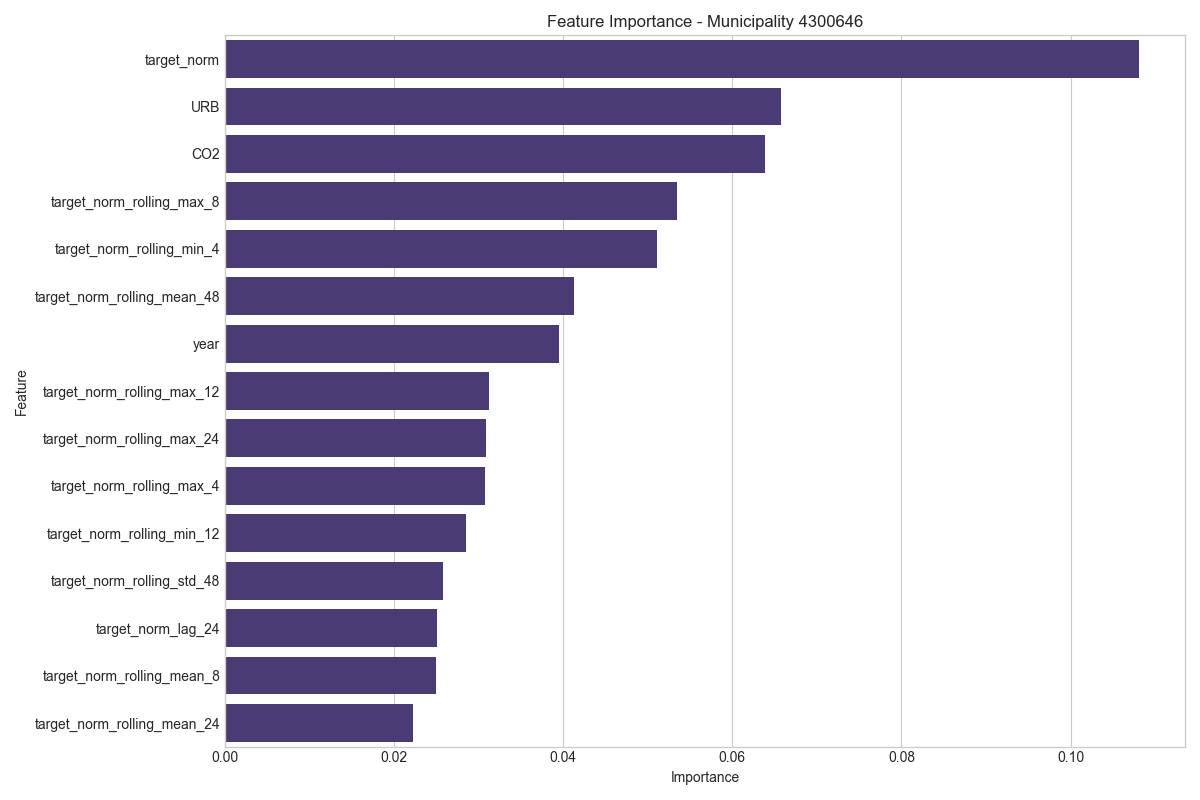 Feature Importance - Municipality 4300646
target_norm
URB
CO2
target_norm_rolling_max_8
target_norm_rolling_min_4
target_norm_rolling_mean_48
year
target_norm_rolling_max_12
target_norm_rolling_max_24
target_norm_rolling_max_4
target_norm_rolling_min_12
target_norm_rolling_std_48
target_norm_lag_24
target_norm_rolling_mean_8
target_norm_rolling_mean_24
Feature
0.00 0.02 0.04 0.06 0.08 0.10
Importance